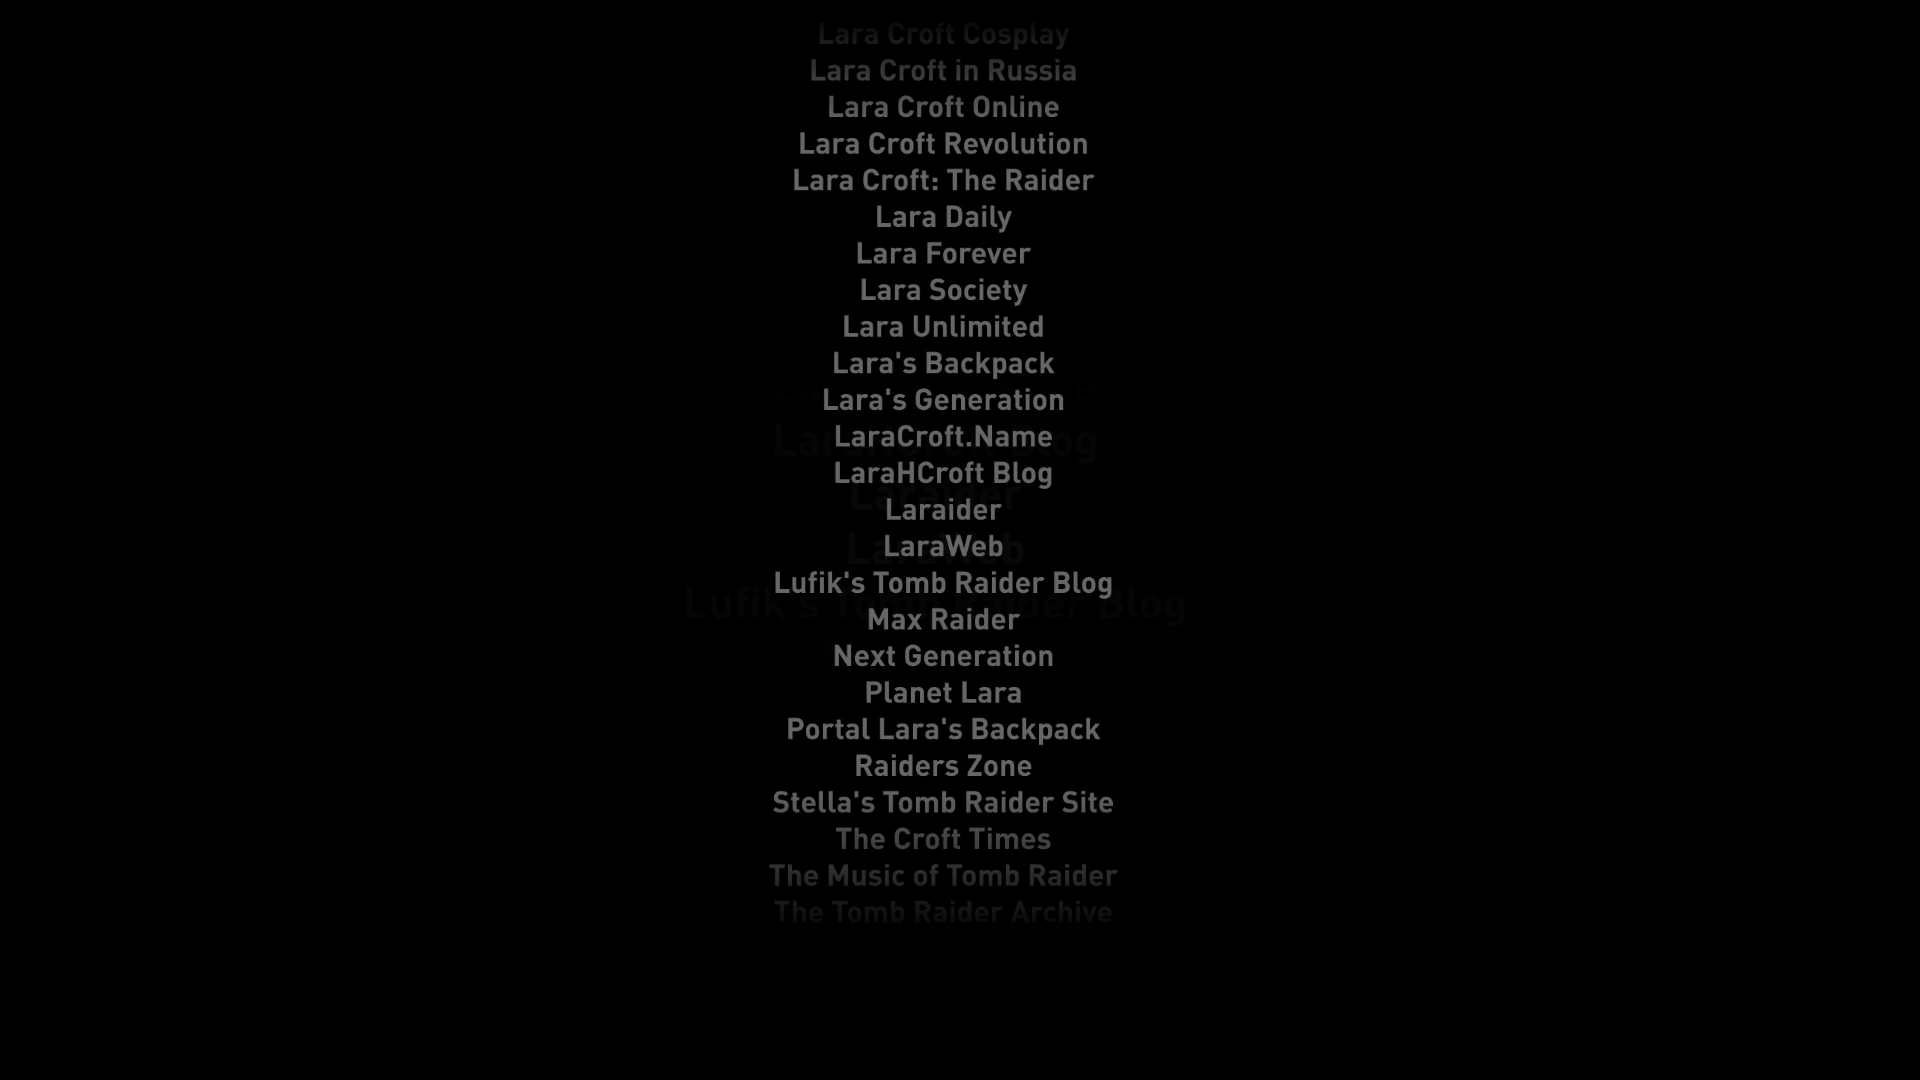 Lara Croft Cosplay
Lara Croft in Russia
Lara Croft Online
Lara Croft Revolution
Lara Croft: The Raider
Lara Daily
Lara Forever
Lara Society
Lara Unlimited
Lara's Backpack
Lara's Generation
LaraCroft.Name
LaraHCroft Blog
Laraider
LaraWeb
Lufik's Tomb Raider Blog
Max Raider
Next Generation
Planet Lara
Portal Lara's Backpack
Raiders Zone
Stella's Tomb Raider Site
The Croft Times
The Music of Tomb Raider
The Tomb Raider Archive